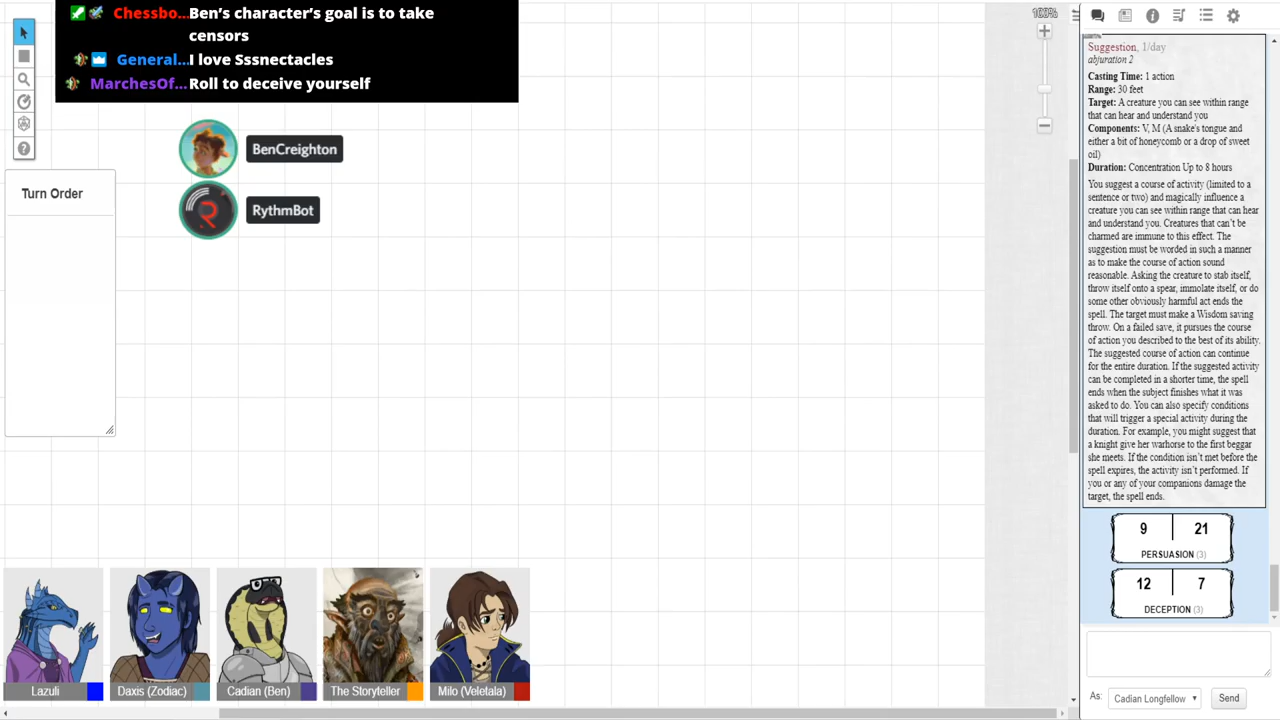 Chessbo... Ben's character's goal is to take
censors
General... I love Sssnectacles
MarchesOf... Roll to deceive yourself
BenCreighton
RythmBot
Turn Order
100%
Suggestion, 1/day
abjuration 2
Casting Time: 1 action
Range: 30 feet
Target: A creature you can see within range
that can hear and understand you
Components: V, M (A snake's tongue and
either a bit of honeycomb or a drop of sweet
oil)
Duration: Concentration Up to 8 hours
You suggest a course of activity (limited to a
sentence or two) and magically influence a
creature you can see within range that can hear
and understand you. Creatures that can't be
charmed are immune to this effect. The
suggestion must be worded in such a manner
as to make the course of action sound
reasonable. Asking the creature to stab itself,
throw itself onto a spear, immolate itself, or do
some other obviously harmful act ends the
spell. The target must make a Wisdom saving
throw. On a failed save, it pursues the course
of action you described to the best of its ability.
The suggested course of action can continue
for the entire duration. If the suggested activity
can be completed in a shorter time, the spell
ends when the subject finishes what it was
asked to do. You can also specify conditions
that will trigger a special activity during the
duration. For example, you might suggest that
a knight give her warhorse to the first beggar
she meets. If the condition isn't met before the
spell expires, the activity isn't performed. If
you or any of your companions damage the
target, the spell ends.
9 21
PERSUASION (3)
12 7
DECEPTION (3)
As: Cadian Longfellow Send
Lazuli
Daxis (Zodiac)
Cadian (Ben)
The Storyteller
Milo (Veletala)